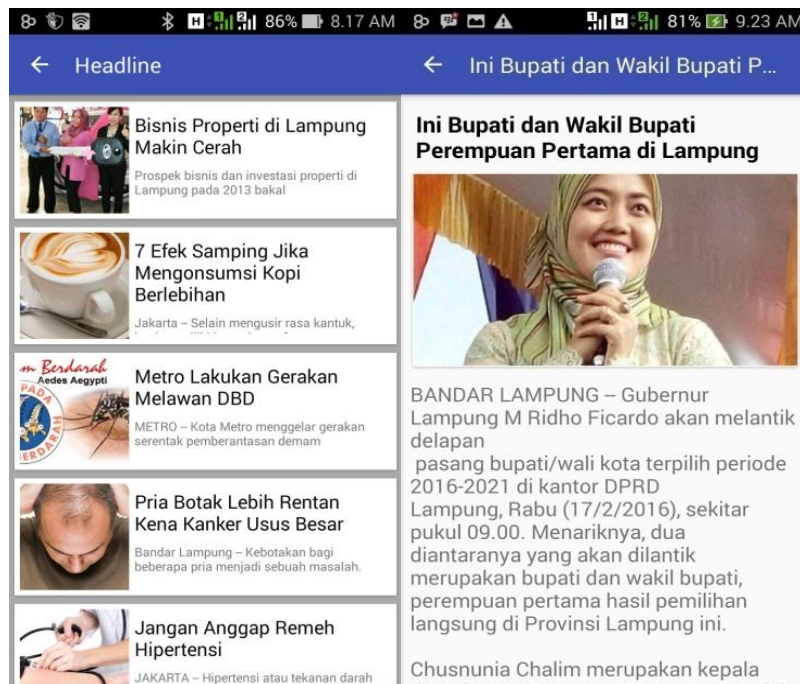 86% 8.17 AM
Headline
Bisnis Properti di Lampung
Makin Cerah
Prospek bisnis dan investasi properti di
Lampung pada 2013 bakal
7 Efek Samping Jika
Mengonsumsi Kopi
Berlebihan
Jakarta – Selain mengusir rasa kantuk,
m Berdarah
Aedes Aegypti
PADA
BERDARAH
Metro Lakukan Gerakan
Melawan DBD
METRO – Kota Metro menggelar gerakan
serentak pemberantasan demam
Pria Botak Lebih Rentan
Kena Kanker Usus Besar
Bandar Lampung – Kebotakan bagi
beberapa pria menjadi sebuah masalah.
Jangan Anggap Remeh
Hipertensi
JAKARTA – Hipertensi atau tekanan darah
81% 9.23 AM
Ini Bupati dan Wakil Bupati P...
Ini Bupati dan Wakil Bupati
Perempuan Pertama di Lampung
BANDAR LAMPUNG -- Gubernur
Lampung M Ridho Ficardo akan melantik
delapan
pasang bupati/wali kota terpilih periode
2016-2021 di kantor DPRD
Lampung, Rabu (17/2/2016), sekitar
pukul 09.00. Menariknya, dua
diantaranya yang akan dilantik
merupakan bupati dan wakil bupati,
perempuan pertama hasil pemilihan
langsung di Provinsi Lampung ini.
Chusnunia Chalim merupakan kepala